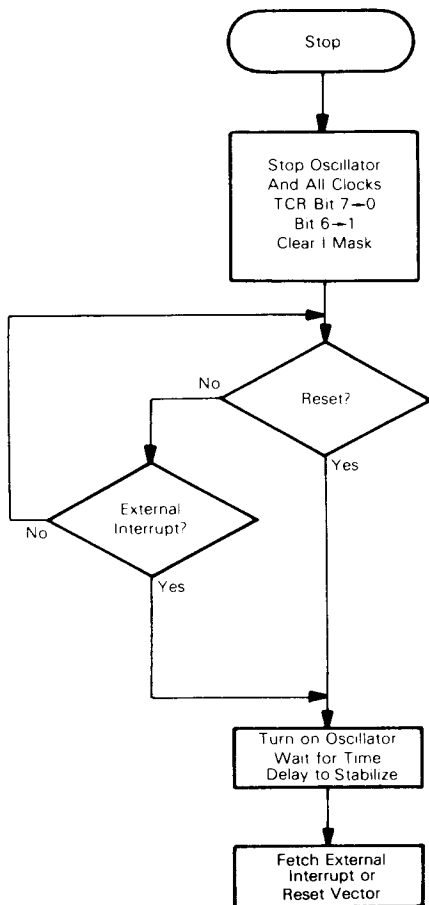 Stop
Stop Oscillator
And All Clocks
TCR Bit 7→0
Bit 6→1
Clear I Mask
No
Reset?
Yes
External
Interrupt?
No
Yes
Turn on Oscillator
Wait for Time
Delay to Stabilize
Fetch External
Interrupt or
Reset Vector